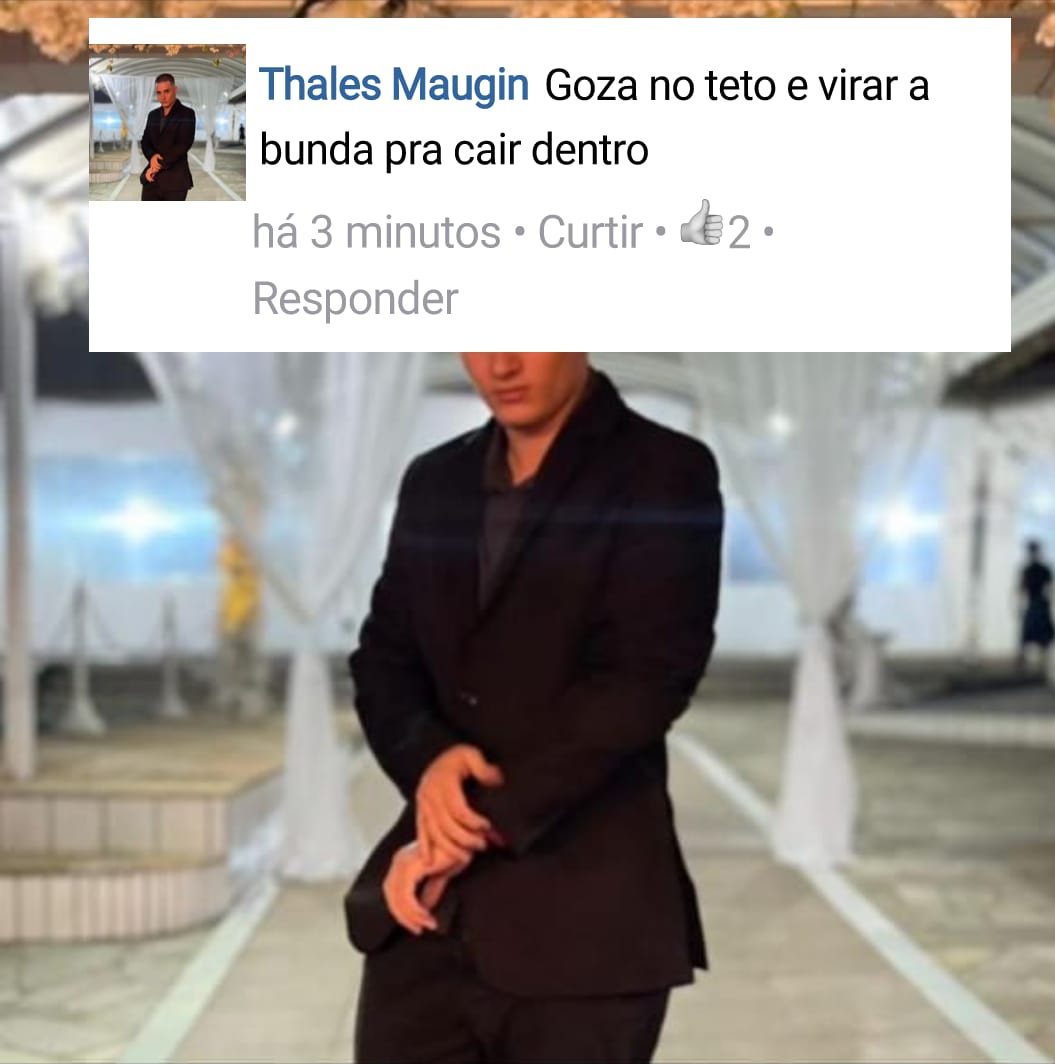 Thales Maugin Goza no teto e virar a
bunda pra cair dentro
há 3 minutos • Curtir • 2 •
Responder